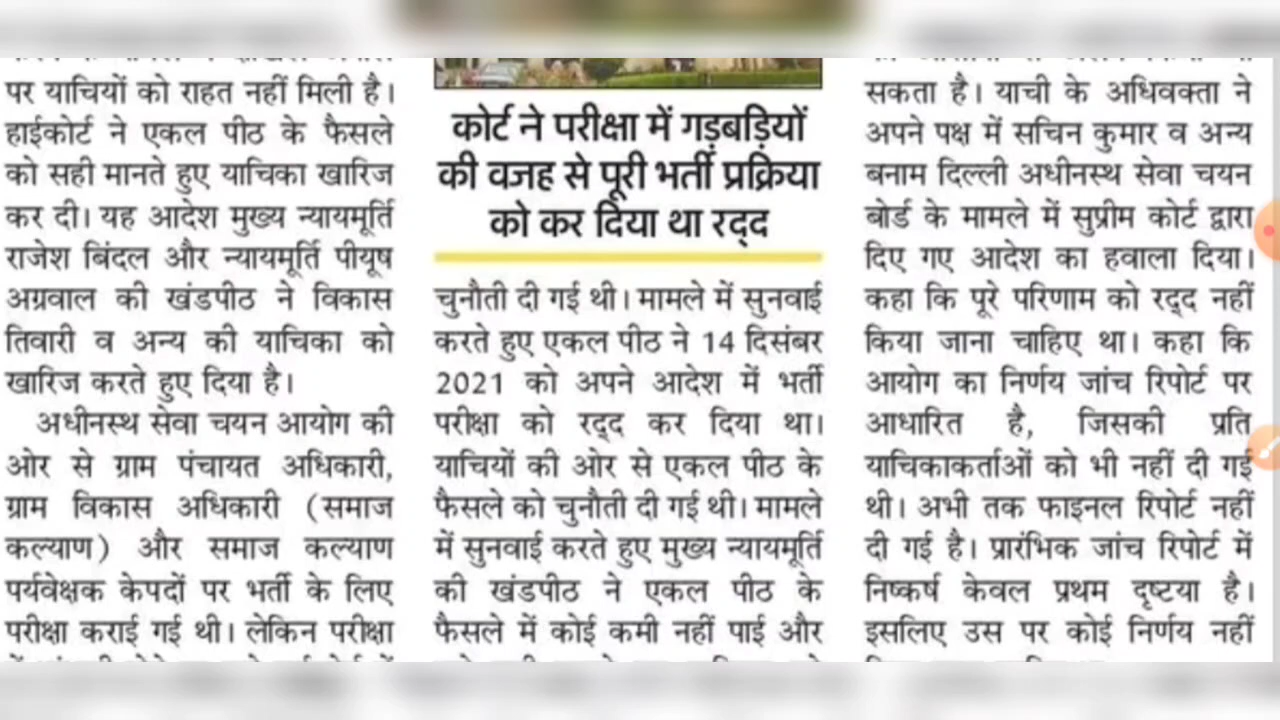 पर याचियों को राहत नहीं मिली है।
हाईकोर्ट ने एकल पीठ के फैसले
को सही मानते हुए याचिका खारिज
कर दी। यह आदेश मुख्य न्यायमूर्ति
राजेश बिंदल और न्यायमूर्ति पीयूष
अग्रवाल की खंडपीठ ने विकास
तिवारी व अन्य की याचिका को
खारिज करते हुए दिया है।
अधीनस्थ सेवा चयन आयोग की
ओर से ग्राम पंचायत अधिकारी,
ग्राम विकास अधिकारी (समाज
कल्याण) और समाज कल्याण
पर्यवेक्षक केपदों पर भर्ती के लिए
परीक्षा कराई गई थी। लेकिन परीक्षा
कोर्ट ने परीक्षा में गड़बड़ियों
की वजह से पूरी भर्ती प्रक्रिया
को कर दिया था रद्द
चुनौती दी गई थी। मामले में सुनवाई
करते हुए एकल पीठ ने 14 दिसंबर
2021 को अपने आदेश में भर्ती
परीक्षा को रद्द कर दिया था।
याचियों की ओर से एकल पीठ के
फैसले को चुनौती दी गई थी। मामले
में सुनवाई करते हुए मुख्य न्यायमूर्ति
की खंडपीठ ने एकल पीठ के
फैसले में कोई कमी नहीं पाई और
सकता है। याची के अधिवक्ता ने
अपने पक्ष में सचिन कुमार व अन्य
बनाम दिल्ली अधीनस्थ सेवा चयन
बोर्ड के मामले में सुप्रीम कोर्ट द्वारा
दिए गए आदेश का हवाला दिया।
कहा कि पूरे परिणाम को रद्द नहीं
किया जाना चाहिए था। कहा कि
आयोग का निर्णय जांच रिपोर्ट पर
आधारित है, जिसकी प्रति
याचिकाकर्ताओं को भी नहीं दी गई
थी। अभी तक फाइनल रिपोर्ट नहीं
दी गई है। प्रारंभिक जांच रिपोर्ट में
निष्कर्ष केवल प्रथम दृष्टया है।
इसलिए उस पर कोई निर्णय नहीं